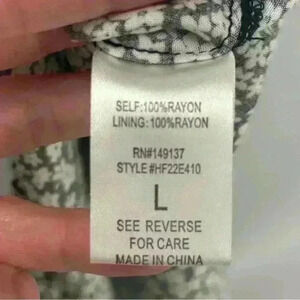 SELF:100%RAYON
LINING:100%RAYON
RN#149137
STYLE#HF22E410
L
SEE REVERSE
FOR CARE
MADE IN CHINA